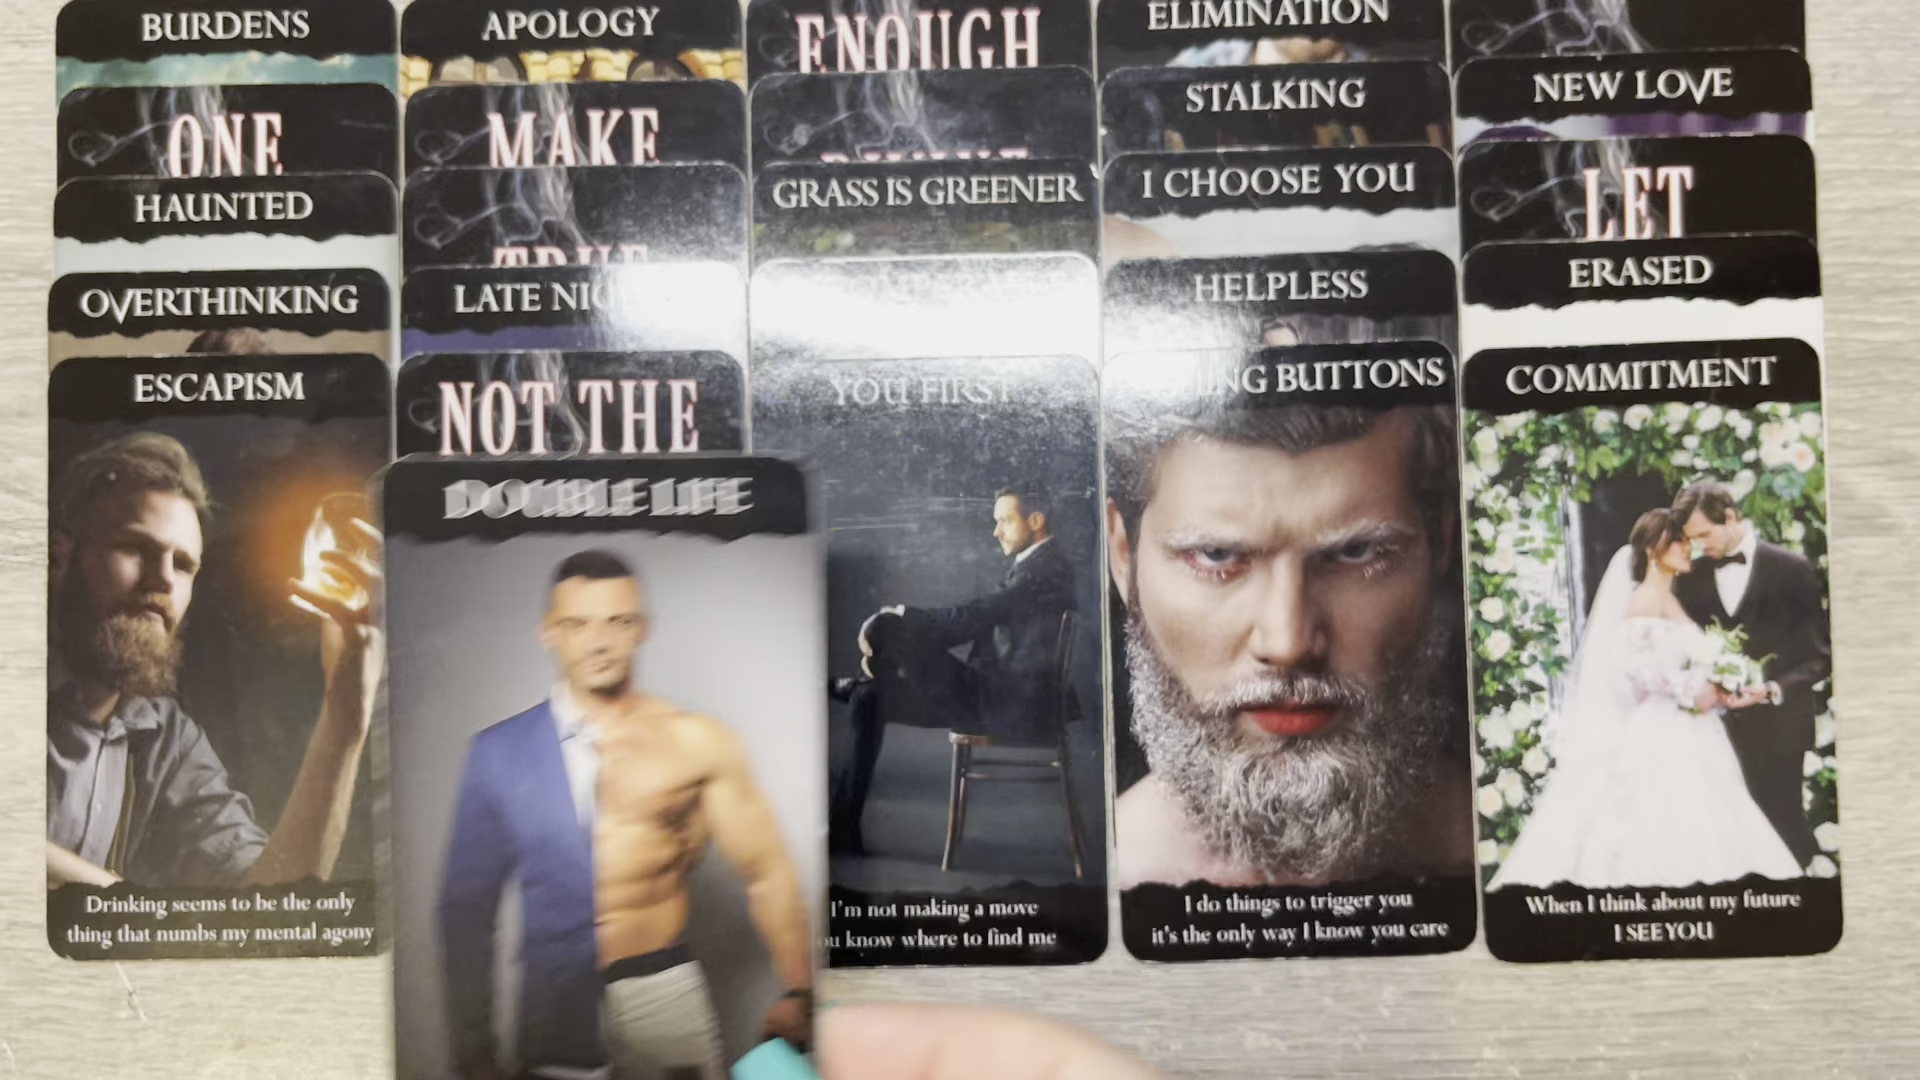 BURDENS
ONE
HAUNTED
OVERTHINKING
ESCAPISM
Drinking seems to be the only
thing that numbs my mental agony
APOLOGY
MAKE
TRUE
LATE
NOT THE
DOUBLE LIFE
ENOUGH
GRASS IS GREENER
YOU FIRST
I'm not making a move
you know where to find me
ELIMINATION
STALKING
I CHOOSE YOU
HELPLESS
BUTTONS
I do things to trigger you
it's the only way I know you care
NEW LOVE
LET
ERASED
COMMITMENT
When I think about my future
I SEE YOU